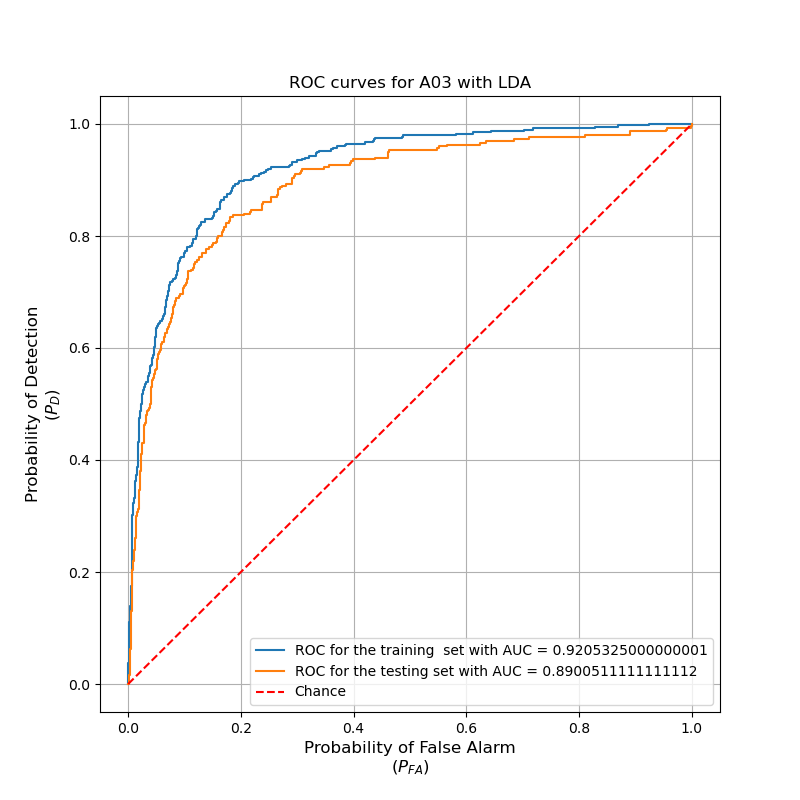 ROC curves for A03 with LDA
1.0
0.8
0.6
0.4
0.2
0.0
Probability of Detection
(P_D)
ROC for the training  set with AUC = 0.9205325000000001
ROC for the testing set with AUC = 0.8900511111111112
Chance
0.0 0.2 0.4 0.6 0.8 1.0
Probability of False Alarm
(P_{FA})